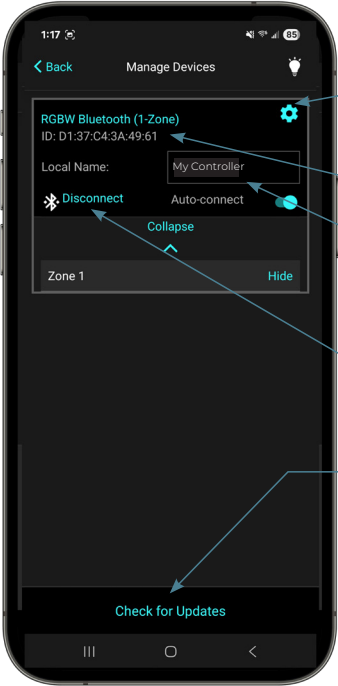 1:17 85
Back Manage Devices
RGBW Bluetooth (1-Zone)
ID: D1:37:C4:3A:49:61
Local Name: My Controller
Disconnect Auto-connect
Collapse
Zone 1 Hide
Check for Updates